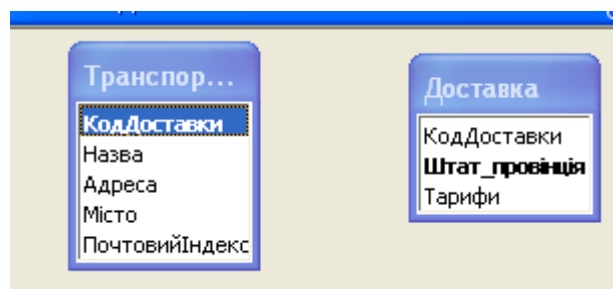 Транспор...
КодДоставки
Назва
Адреса
Місто
ПочтовийІндекс
Доставка
КодДоставки
Штат_провінція
Тарифи